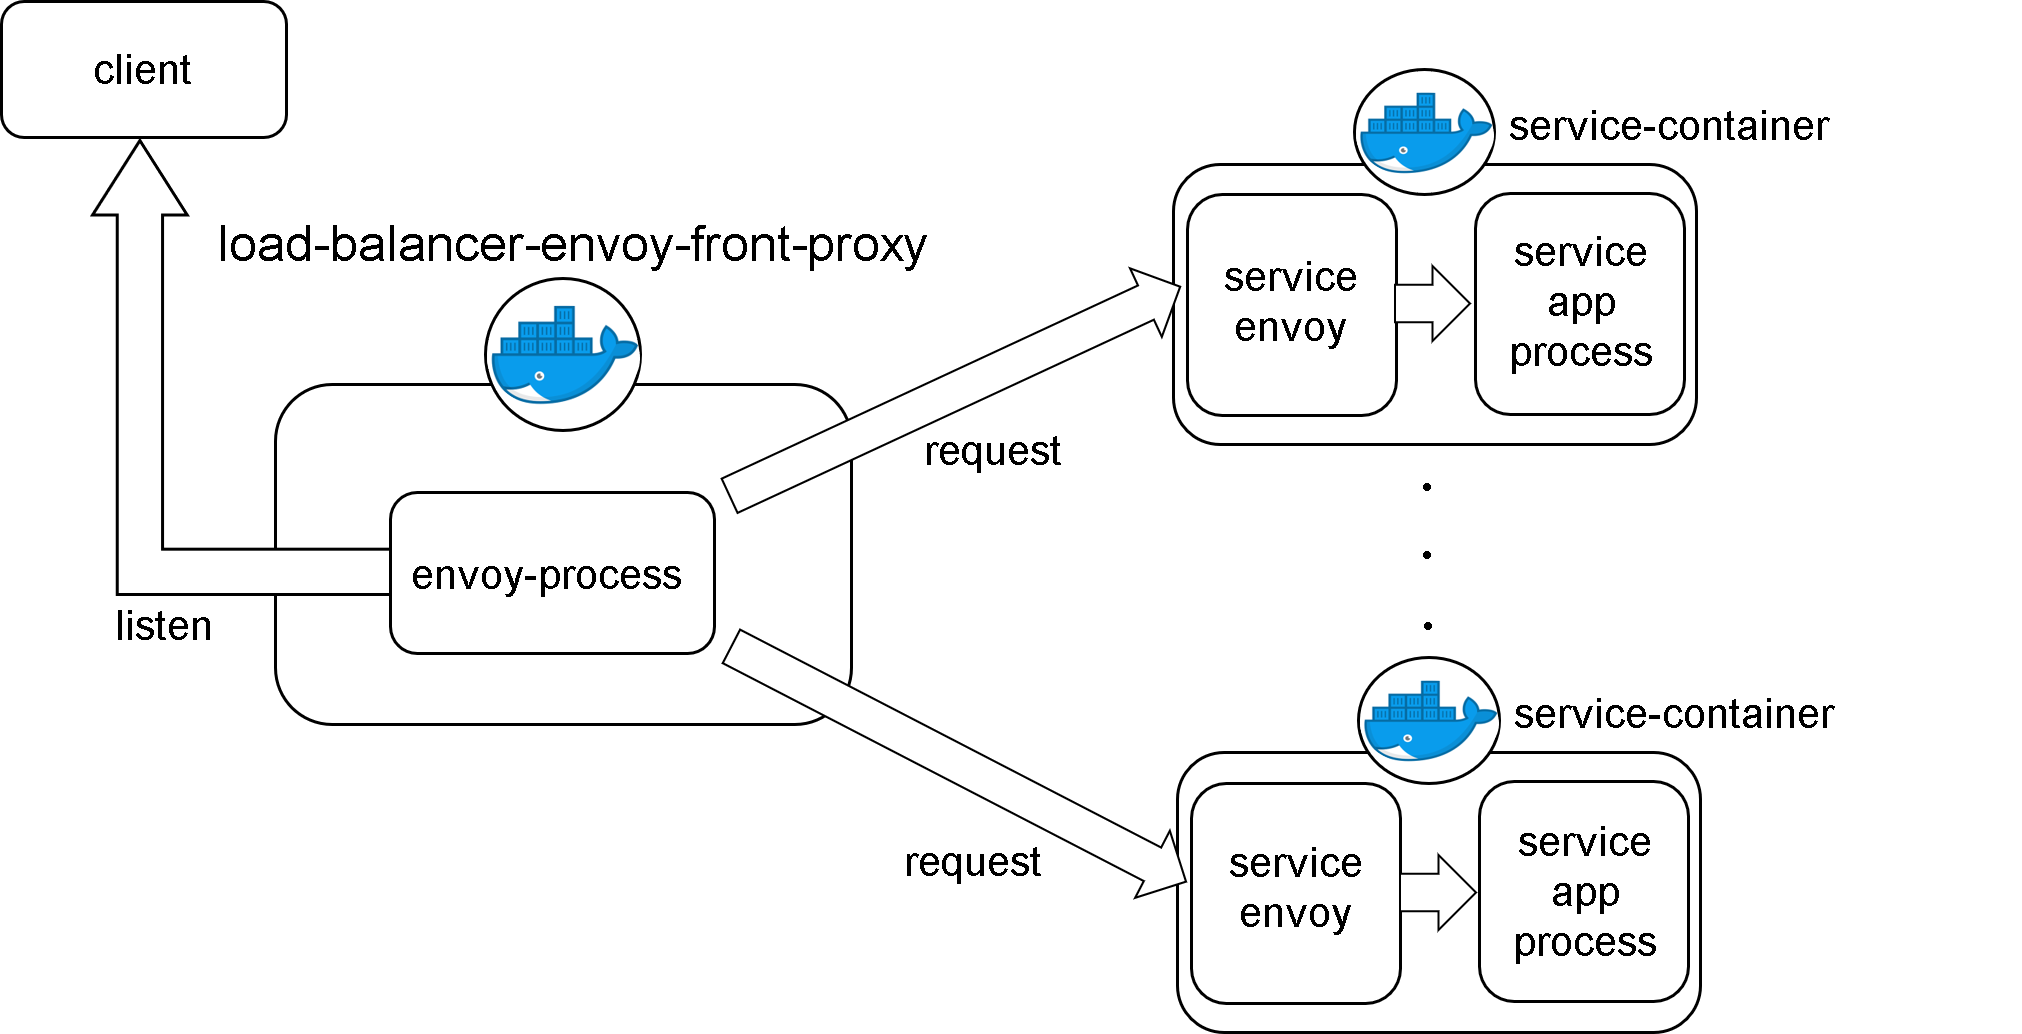 client
load-balancer-envoy-front-proxy
envoy-process
listen
request
request
service-container
service
envoy
service
app
process
service-container
service
envoy
service
app
process